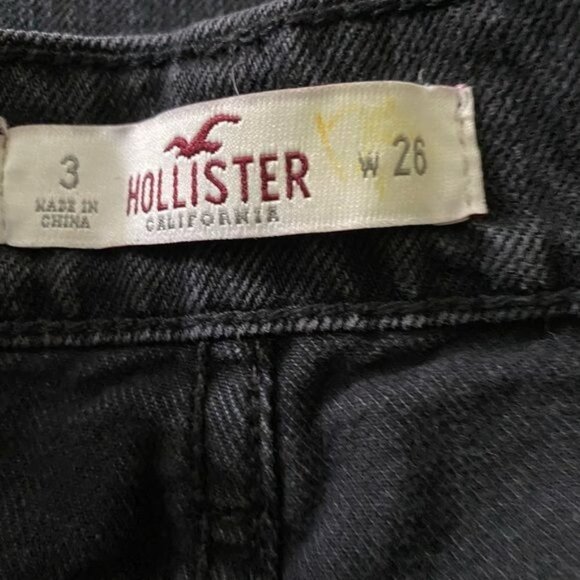 3
MADE IN
CHINA
HOLLISTER
CALIFORNIA
W 26